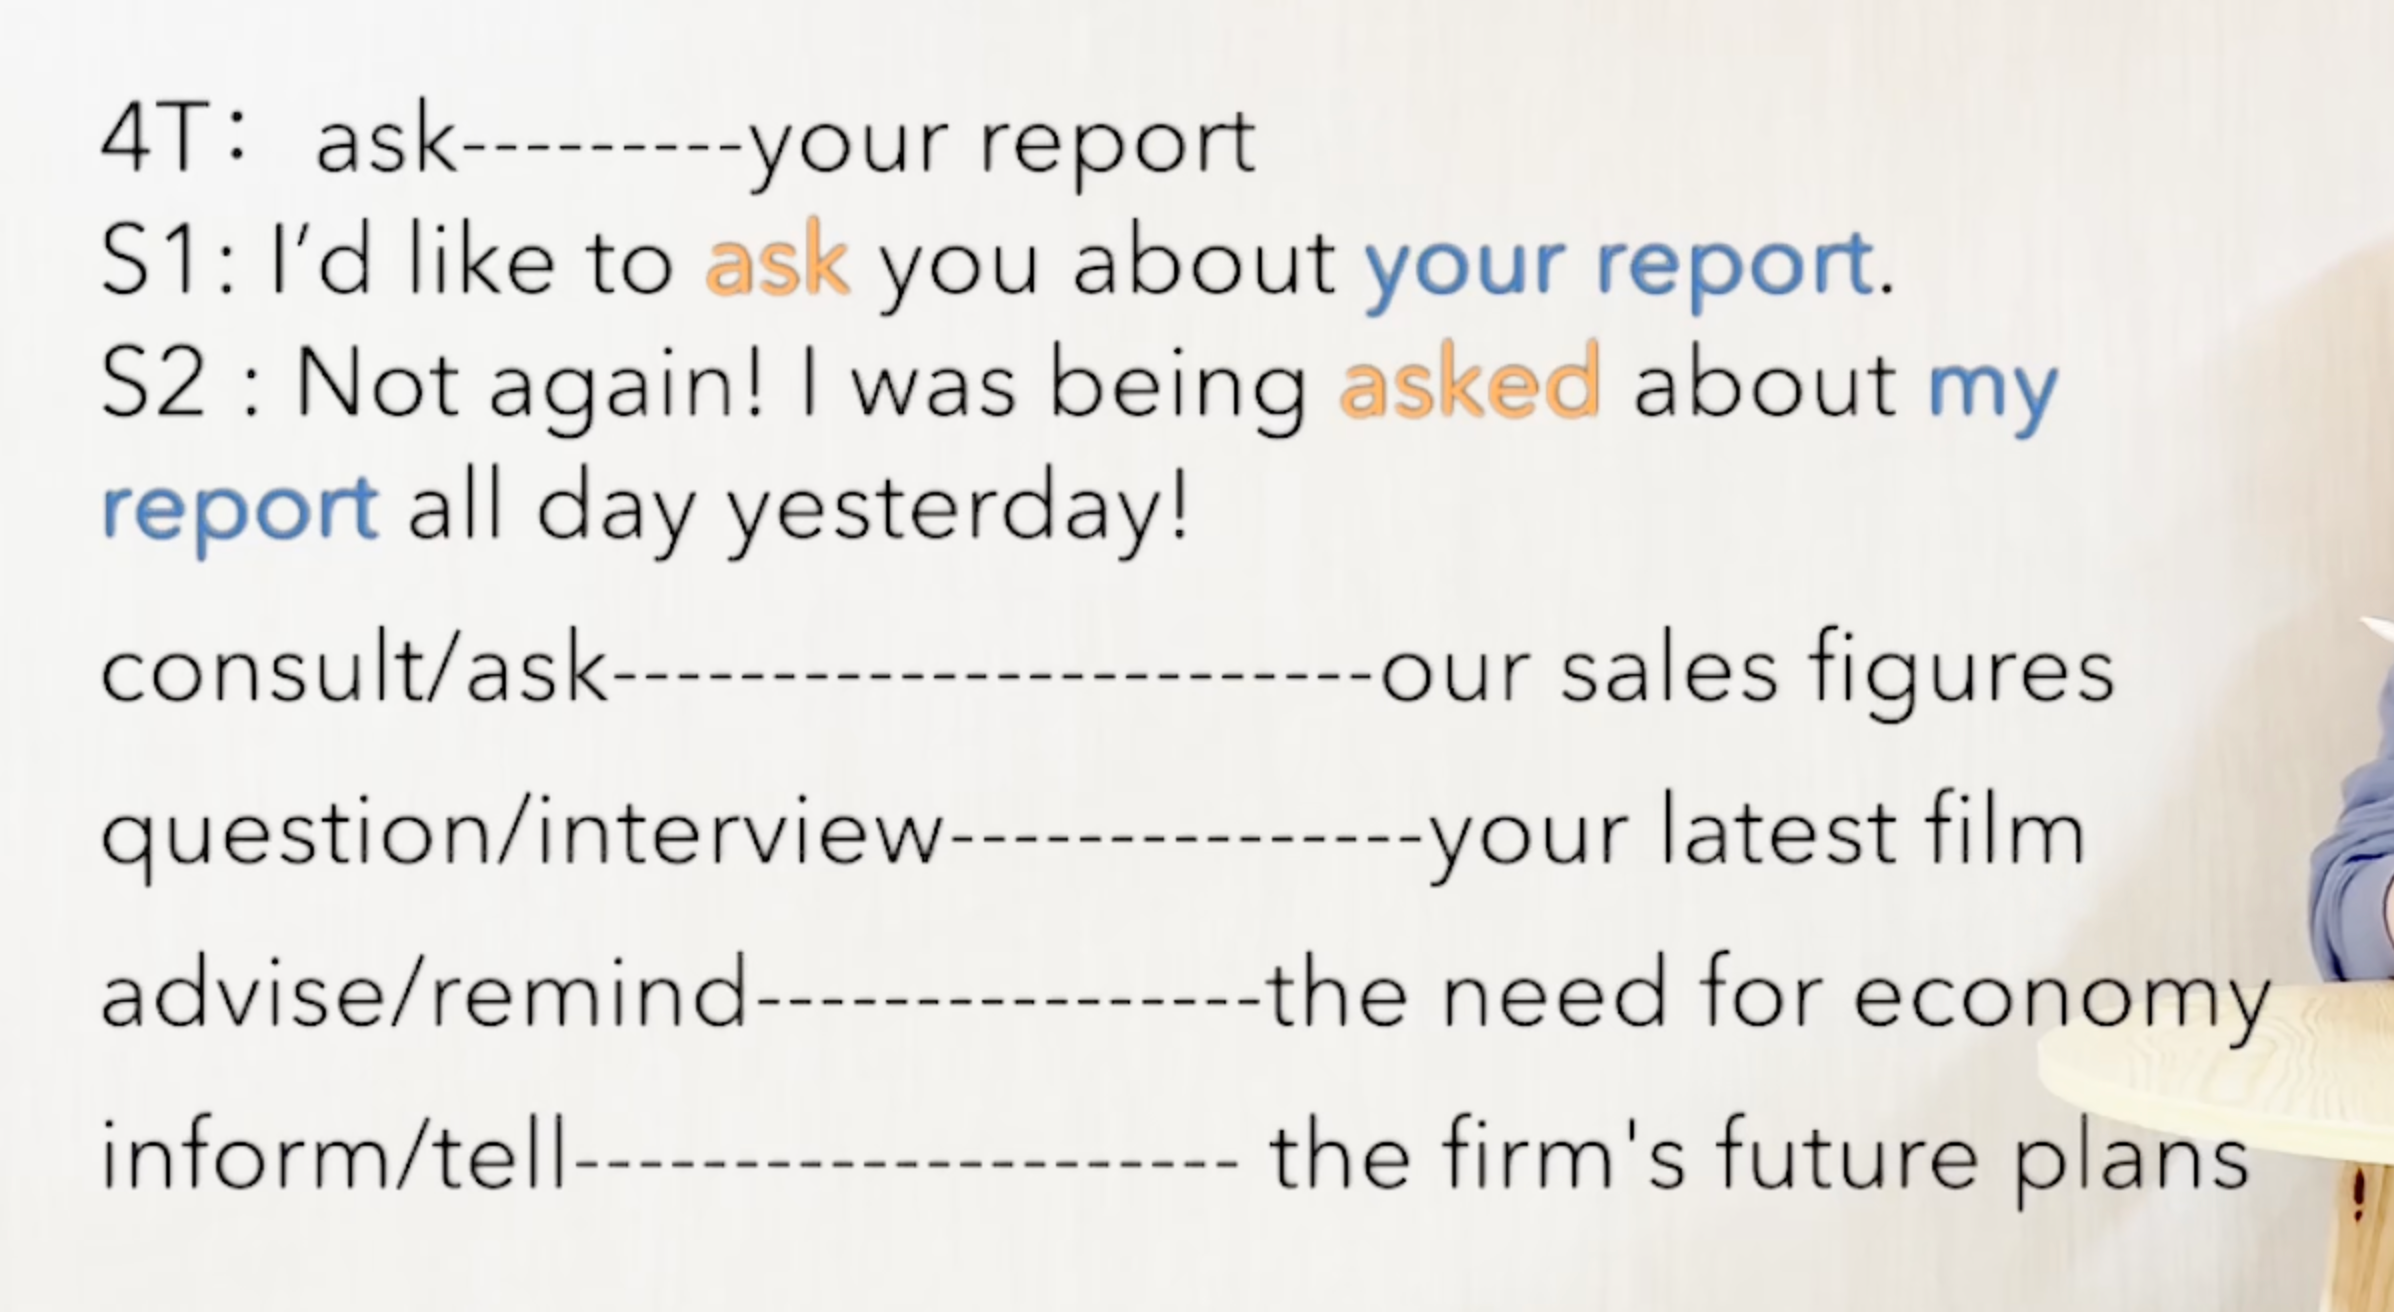 4T： ask---------your report
S1: I’d like to ask you about your report.
S2 : Not again! I was being asked about my
report all day yesterday!
consult/ask------------------------our sales figures
question/interview---------------your latest film
advise/remind----------------the need for economy
inform/tell--------------------- the firm's future plans